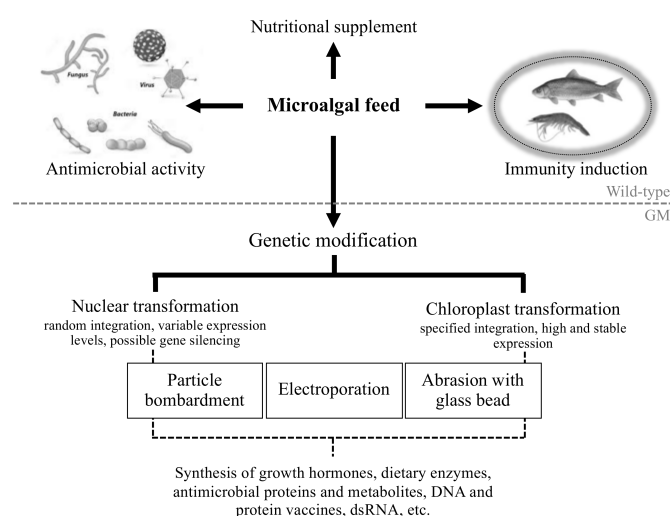 Nutritional supplement
Fungus
Virus
Bacteria
Microalgal feed
Antimicrobial activity
Immunity induction
Wild-type
GM
Genetic modification
Nuclear transformation
random integration, variable expression
levels, possible gene silencing
Chloroplast transformation
specified integration, high and stable
expression
Particle
bombardment
Electroporation
Abrasion with
glass bead
Synthesis of growth hormones, dietary enzymes,
antimicrobial proteins and metabolites, DNA and
protein vaccines, dsRNA, etc.